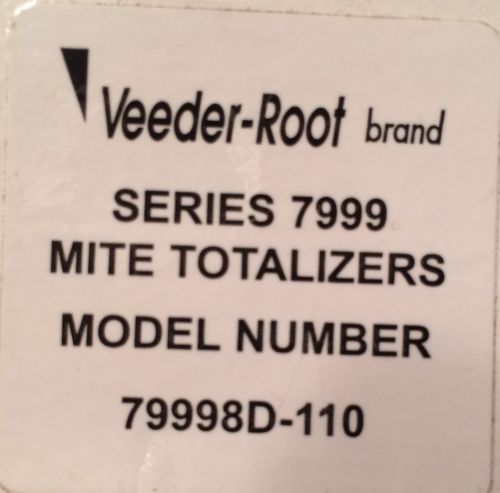 Veeder-Root brand
SERIES 7999
MITE TOTALIZERS
MODEL NUMBER
79998D-110